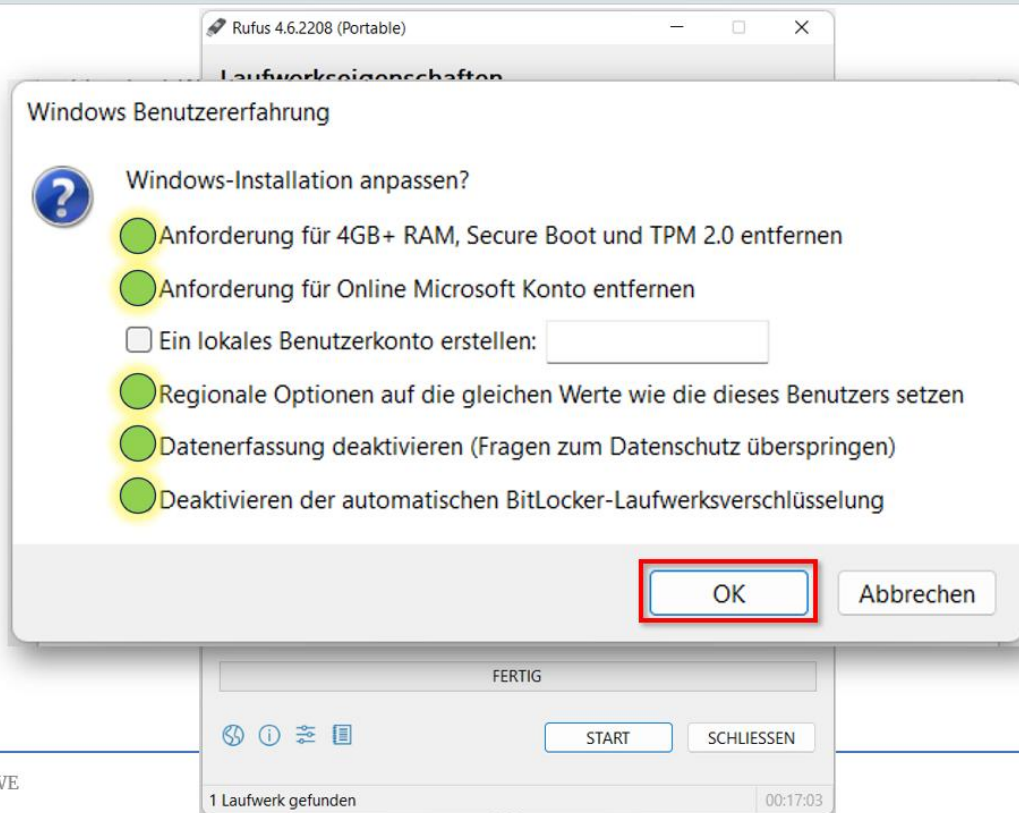 Rufus 4.6.2208 (Portable)
Laufwerkseigenschaften
Windows Benutzererfahrung
Windows-Installation anpassen?
Anforderung für 4GB+ RAM, Secure Boot und TPM 2.0 entfernen
Anforderung für Online Microsoft Konto entfernen
Ein lokales Benutzerkonto erstellen:
Regionale Optionen auf die gleichen Werte wie die dieses Benutzers setzen
Datenerfassung deaktivieren (Fragen zum Datenschutz überspringen)
Deaktivieren der automatischen BitLocker-Laufwerksverschlüsselung
OK Abbrechen
FERTIG
START SCHLIESSEN
1 Laufwerk gefunden 00:17:03